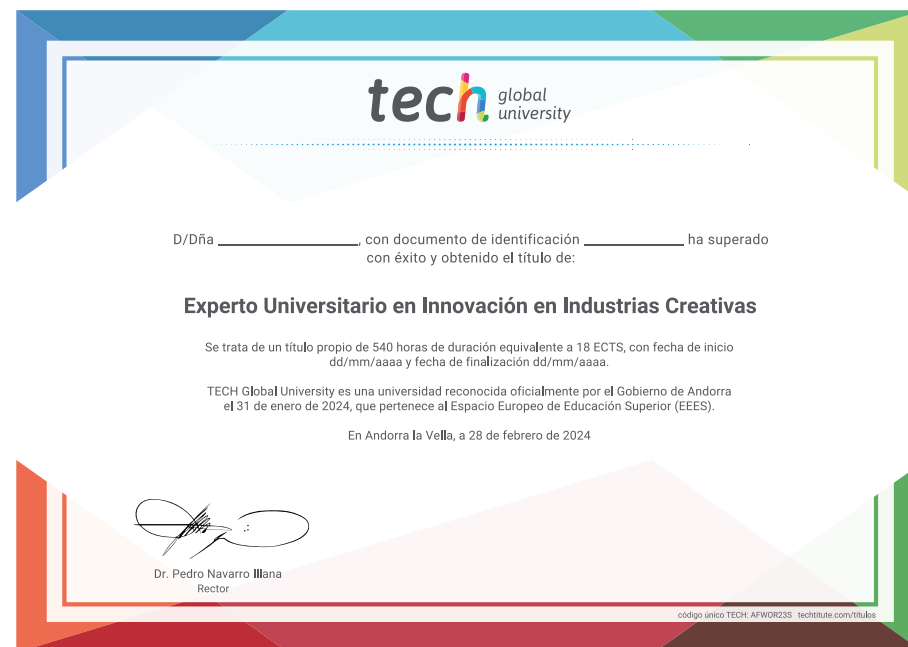 tech global university
D/Dña ____________________, con documento de identificación ______________ ha superado
con éxito y obtenido el título de:
Experto Universitario en Innovación en Industrias Creativas
Se trata de un título propio de 540 horas de duración equivalente a 18 ECTS, con fecha de inicio
dd/mm/aaaa y fecha de finalización dd/mm/aaaa.
TECH Global University es una universidad reconocida oficialmente por el Gobierno de Andorra
el 31 de enero de 2024, que pertenece al Espacio Europeo de Educación Superior (EEES).
En Andorra la Vella, a 28 de febrero de 2024
Dr. Pedro Navarro Illana
Rector
código único TECH: AFWOR23S techtitute.com/titulos